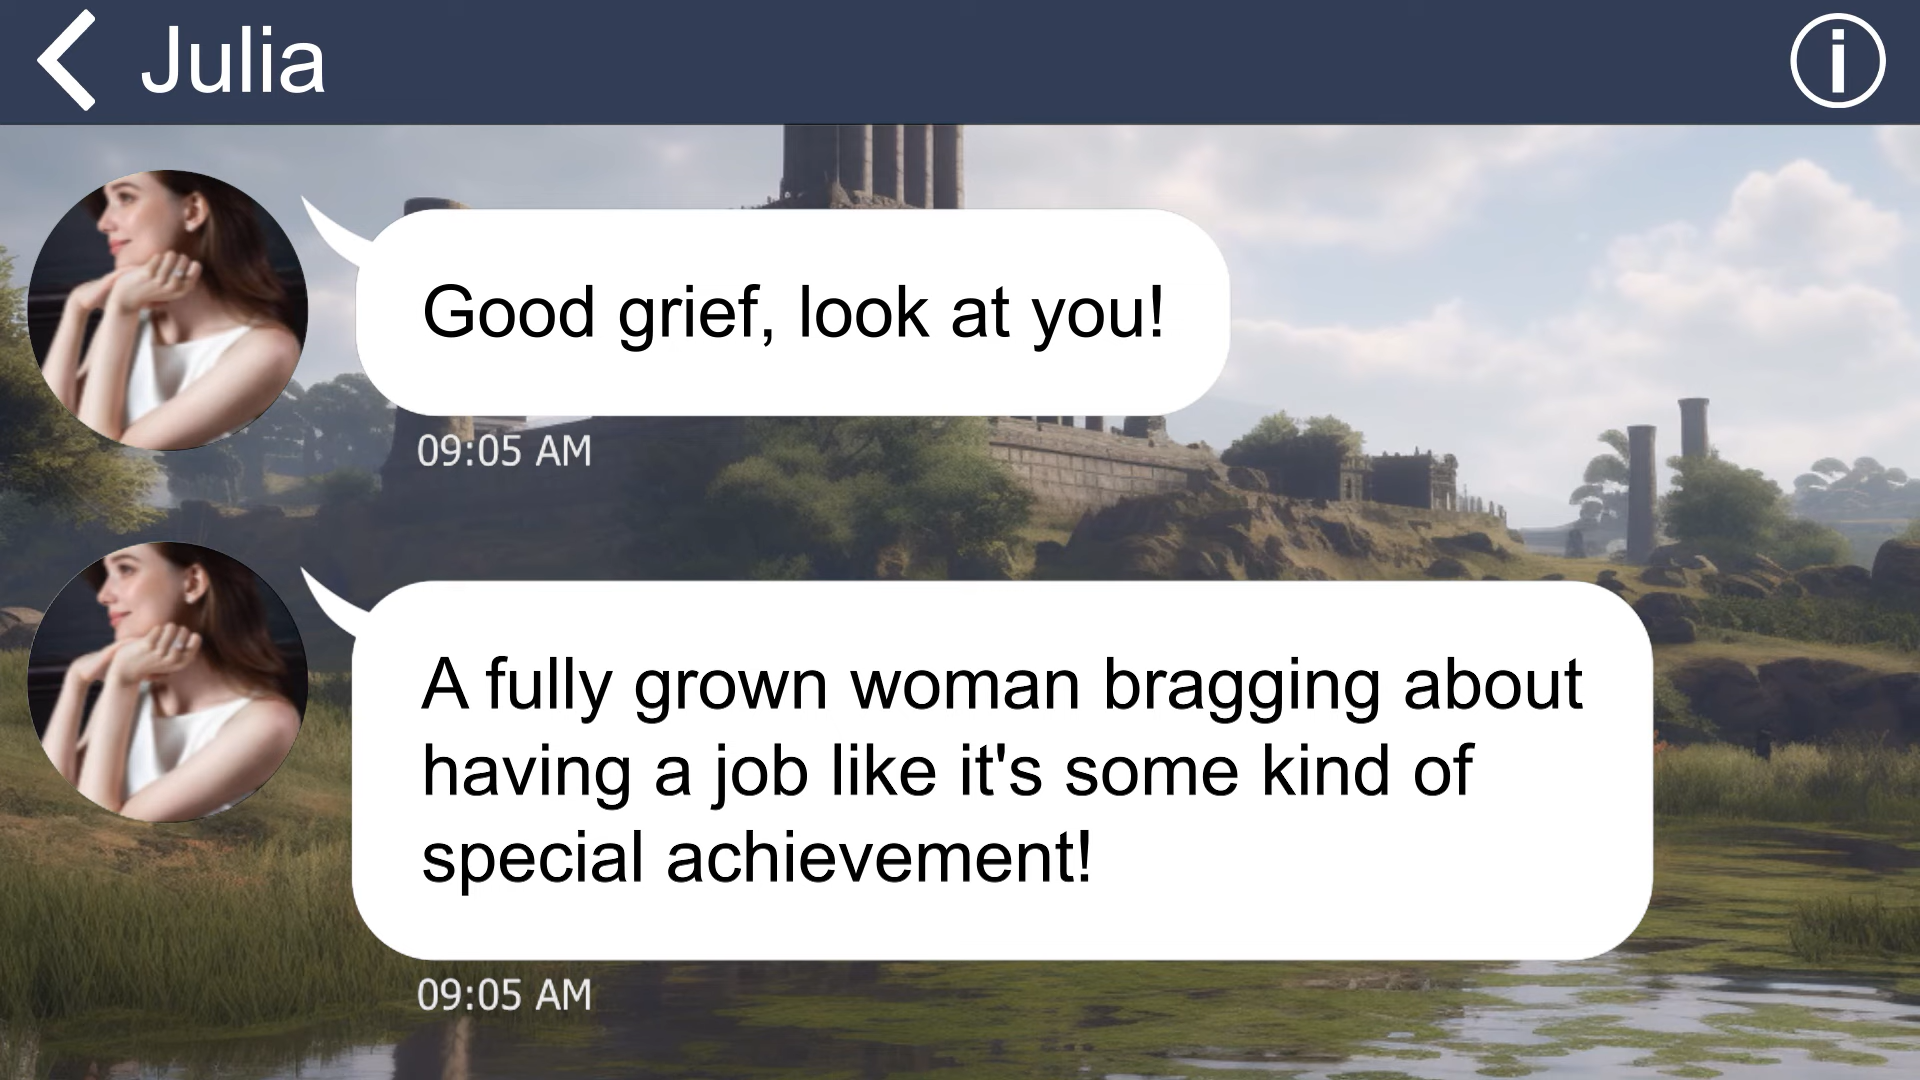 Julia
Good grief, look at you!
09:05 AM
A fully grown woman bragging about
having a job like it's some kind of
special achievement!
09:05 AM